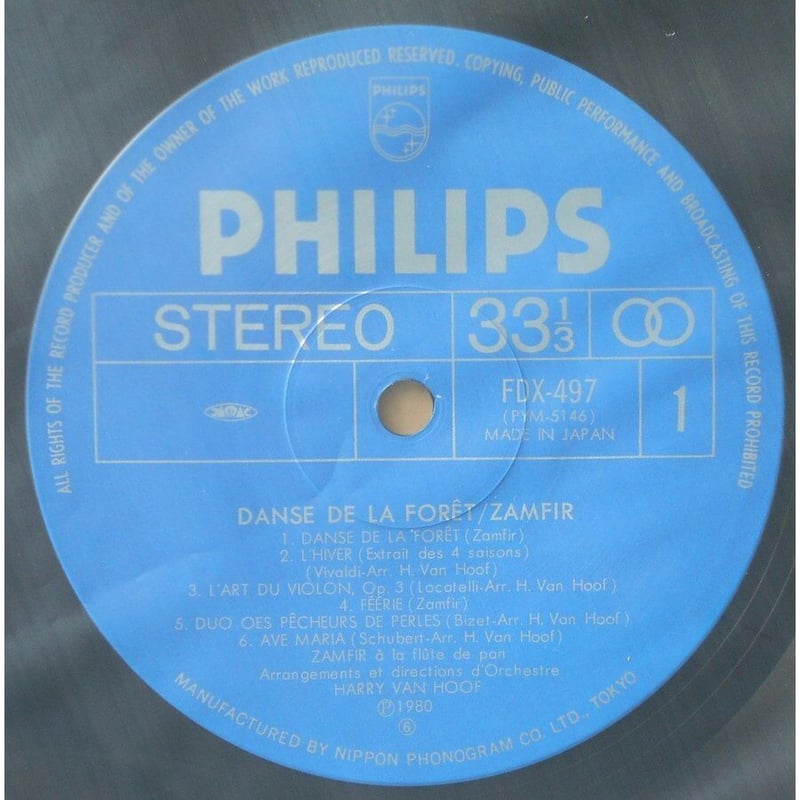 ALL RIGHTS OF THE RECORD PRODUCER AND OF THE OWNER OF THE WORK REPRODUCED RESERVED. COPYING, PUBLIC PERFORMANCE AND BROADCASTING OF THIS RECORD PROHIBITED
PHILIPS
PHILIPS
STEREO 33 1/3
FDX-497
(PYM-5146)
MADE IN JAPAN
1
DANSE DE LA FORÊT/ZAMFIR
1. DANSE DE LA FORÊT (Zamfir)
2. L'HIVER (Extrait des 4 saisons)
(Vivaldi-Arr. H. Van Hoof)
3. L'ART DU VIOLON, Op. 3 (Locatelli-Arr. H. Van Hoof)
4. FÉERIE (Zamfir)
5. DUO OES PÊCHEURS DE PERLES (Bizet-Arr. H. Van Hoof)
6. AVE MARIA (Schubert-Arr. H. Van Hoof)
ZAMFIR à la flûte de pan
Arrangements et directions d'Orchestre
HARRY VAN HOOF
Ⓟ1980
⑥
MANUFACTURED BY NIPPON PHONOGRAM CO. LTD., TOKYO